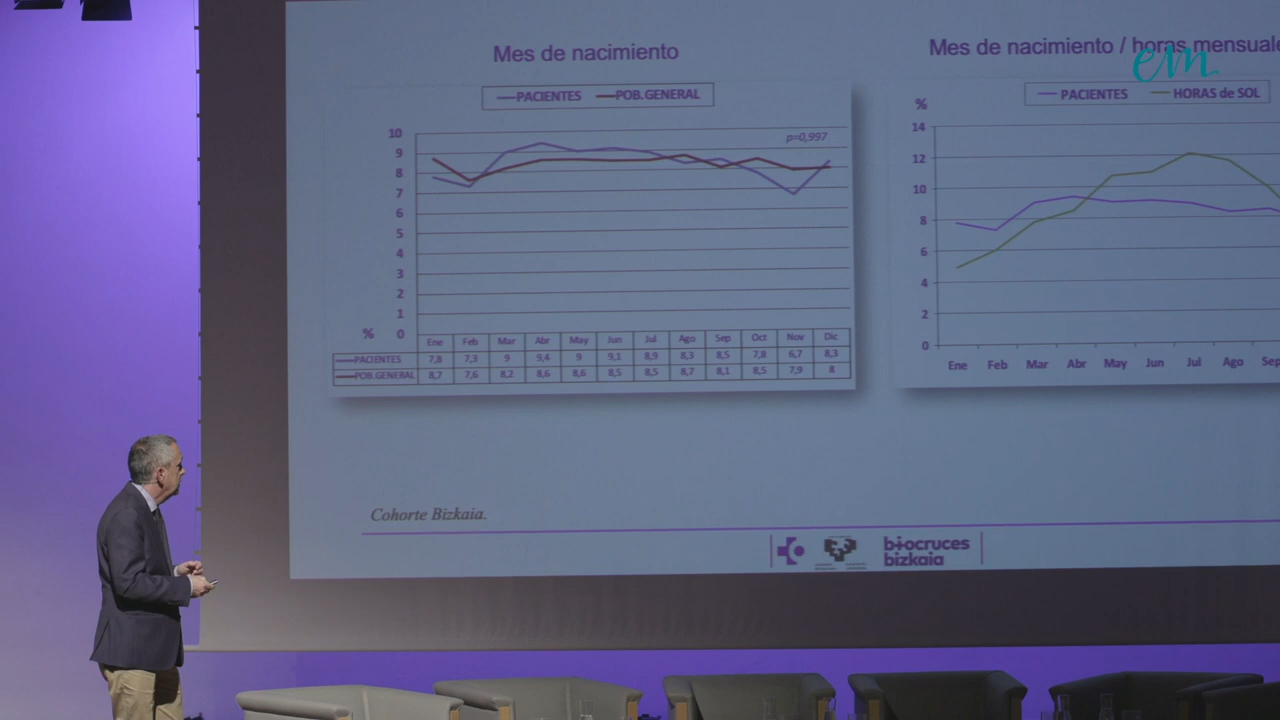 Mes de nacimiento
PACIENTES POB.GENERAL
p=0,997
10
9
8
7
6
5
4
3
2
1
% 0
Ene Feb Mar Abr May Jun Jul Ago Sep Oct Nov Dic
PACIENTES 7,8 7,3 9 9,4 9 9,1 8,9 8,3 8,5 7,8 6,7 8,3
POB.GENERAL 8,7 7,6 8,2 8,6 8,6 8,5 8,5 8,7 8,1 8,5 7,9 8
Mes de nacimiento / horas mensuale
em
PACIENTES HORAS de SOL
%
14
12
10
8
6
4
2
0
Ene Feb Mar Abr May Jun Jul Ago Sep
Cohorte Bizkaia.
biocruces
bizkaia